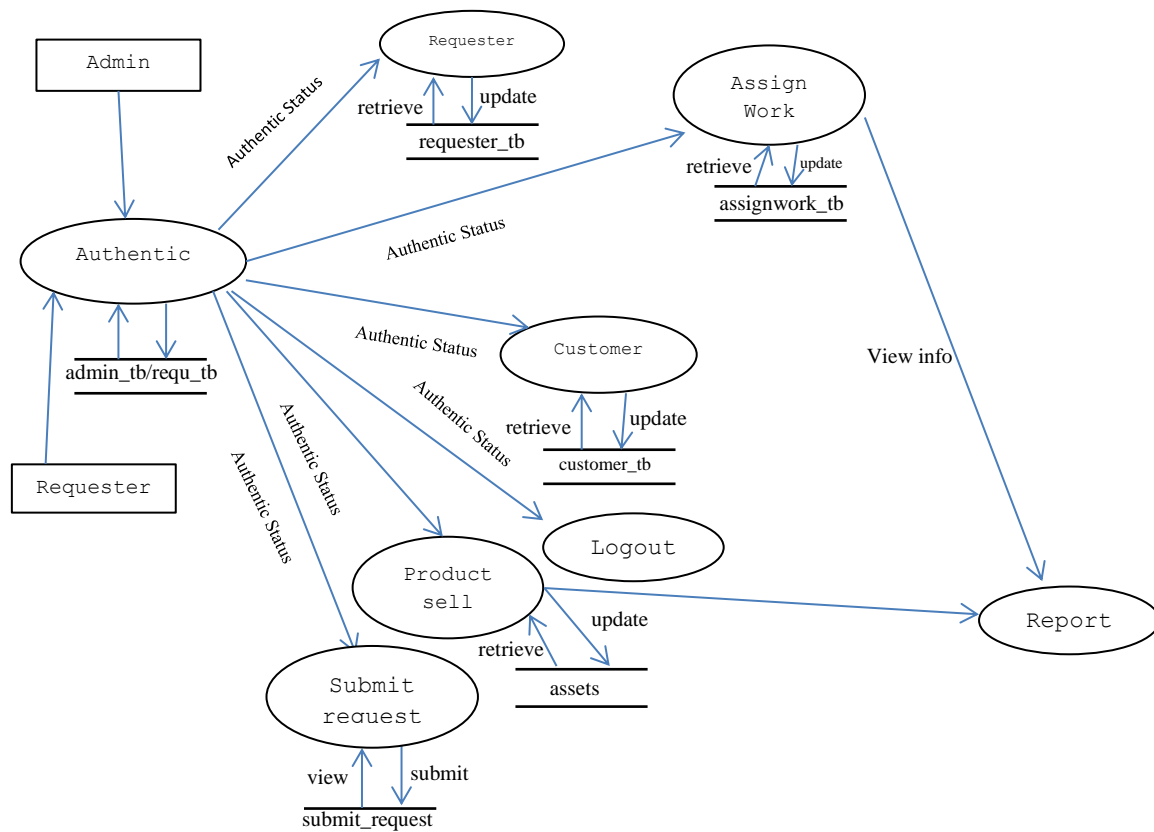 Requester
Admin
Assign
Work
Authentic Status
retrieve
update
requester_tb
retrieve
update
assignwork_tb
Authentic
Authentic Status
Authentic Status
Customer
View info
admin_tb/requ_tb
retrieve
update
Authentic Status
customer_tb
Authentic Status
Authentic Status
Requester
Logout
Product
sell
update
retrieve
Report
assets
Submit
request
view
submit
submit_request